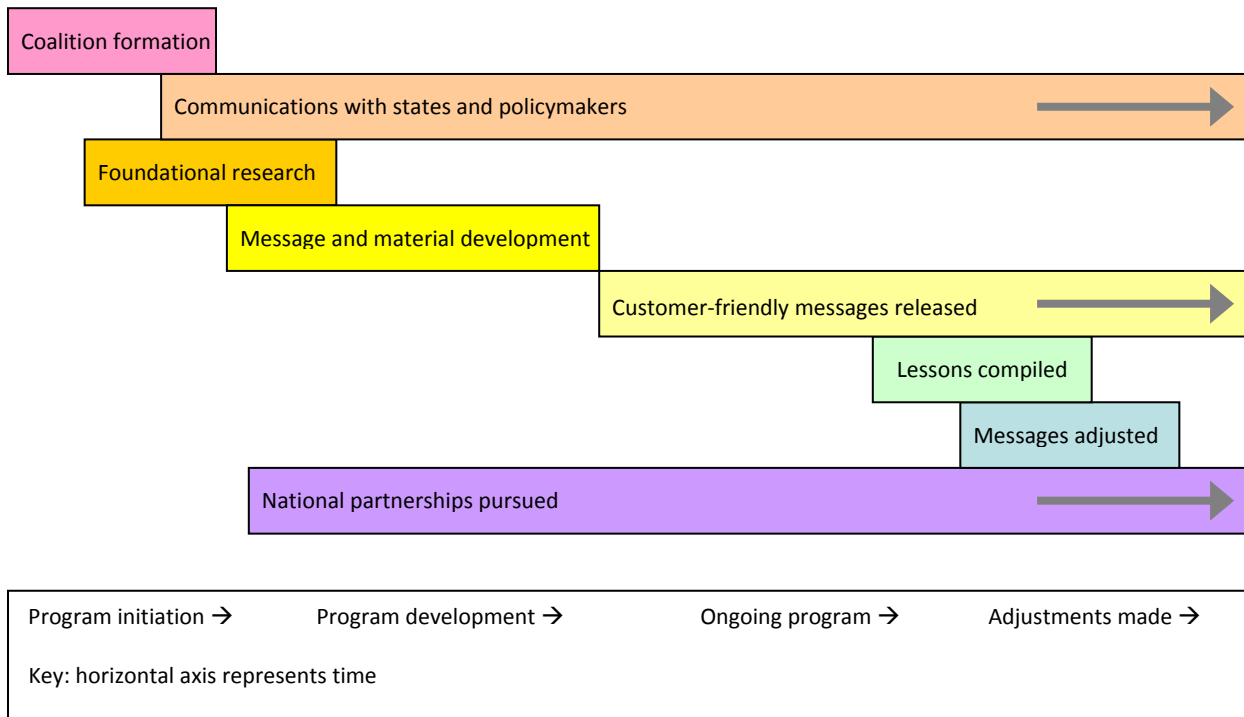 Coalition formation
Communications with states and policymakers
Foundational research
Message and material development
Customer-friendly messages released
Lessons compiled
Messages adjusted
National partnerships pursued
Program initiation → Program development → Ongoing program → Adjustments made →
Key: horizontal axis represents time